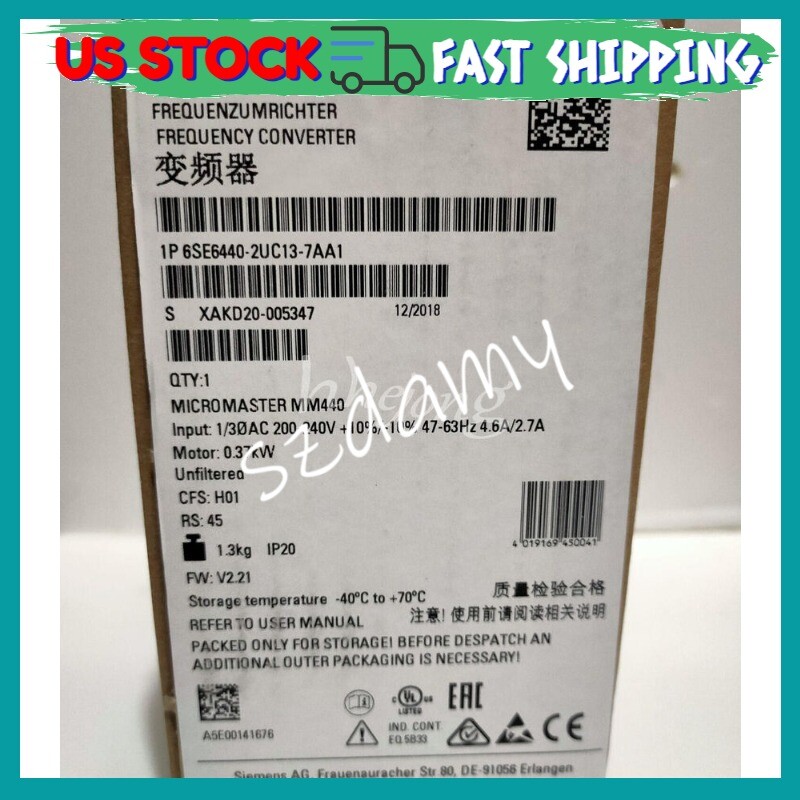 US STOCK FAST SHIPPING
FREQUENZUMRICHTER
FREQUENCY CONVERTER
变频器
1P 6SE6440-2UC13-7AA1
S XAKD20-005347 12/2018
QTY:1
MICROMASTER MM440
Input: 1/3ØAC 200-240V +10%/-10% 47-63Hz 4.6A/2.7A
Motor: 0.37kW
Unfiltered
szdamy
CFS: H01
RS: 45
4 019169 450041
1.3kg IP20
FW: V2.21
质量检验合格
Storage temperature -40°C to +70°C
注意! 使用前请阅读相关说明
REFER TO USER MANUAL
PACKED ONLY FOR STORAGE! BEFORE DESPATCH AN
ADDITIONAL OUTER PACKAGING IS NECESSARY!
c UL us
LISTED
EAC
IND. CONT
EQ.5B33
CE
A5E00141676
Siemens AG, Frauenauracher Str 80, DE-91056 Erlangen